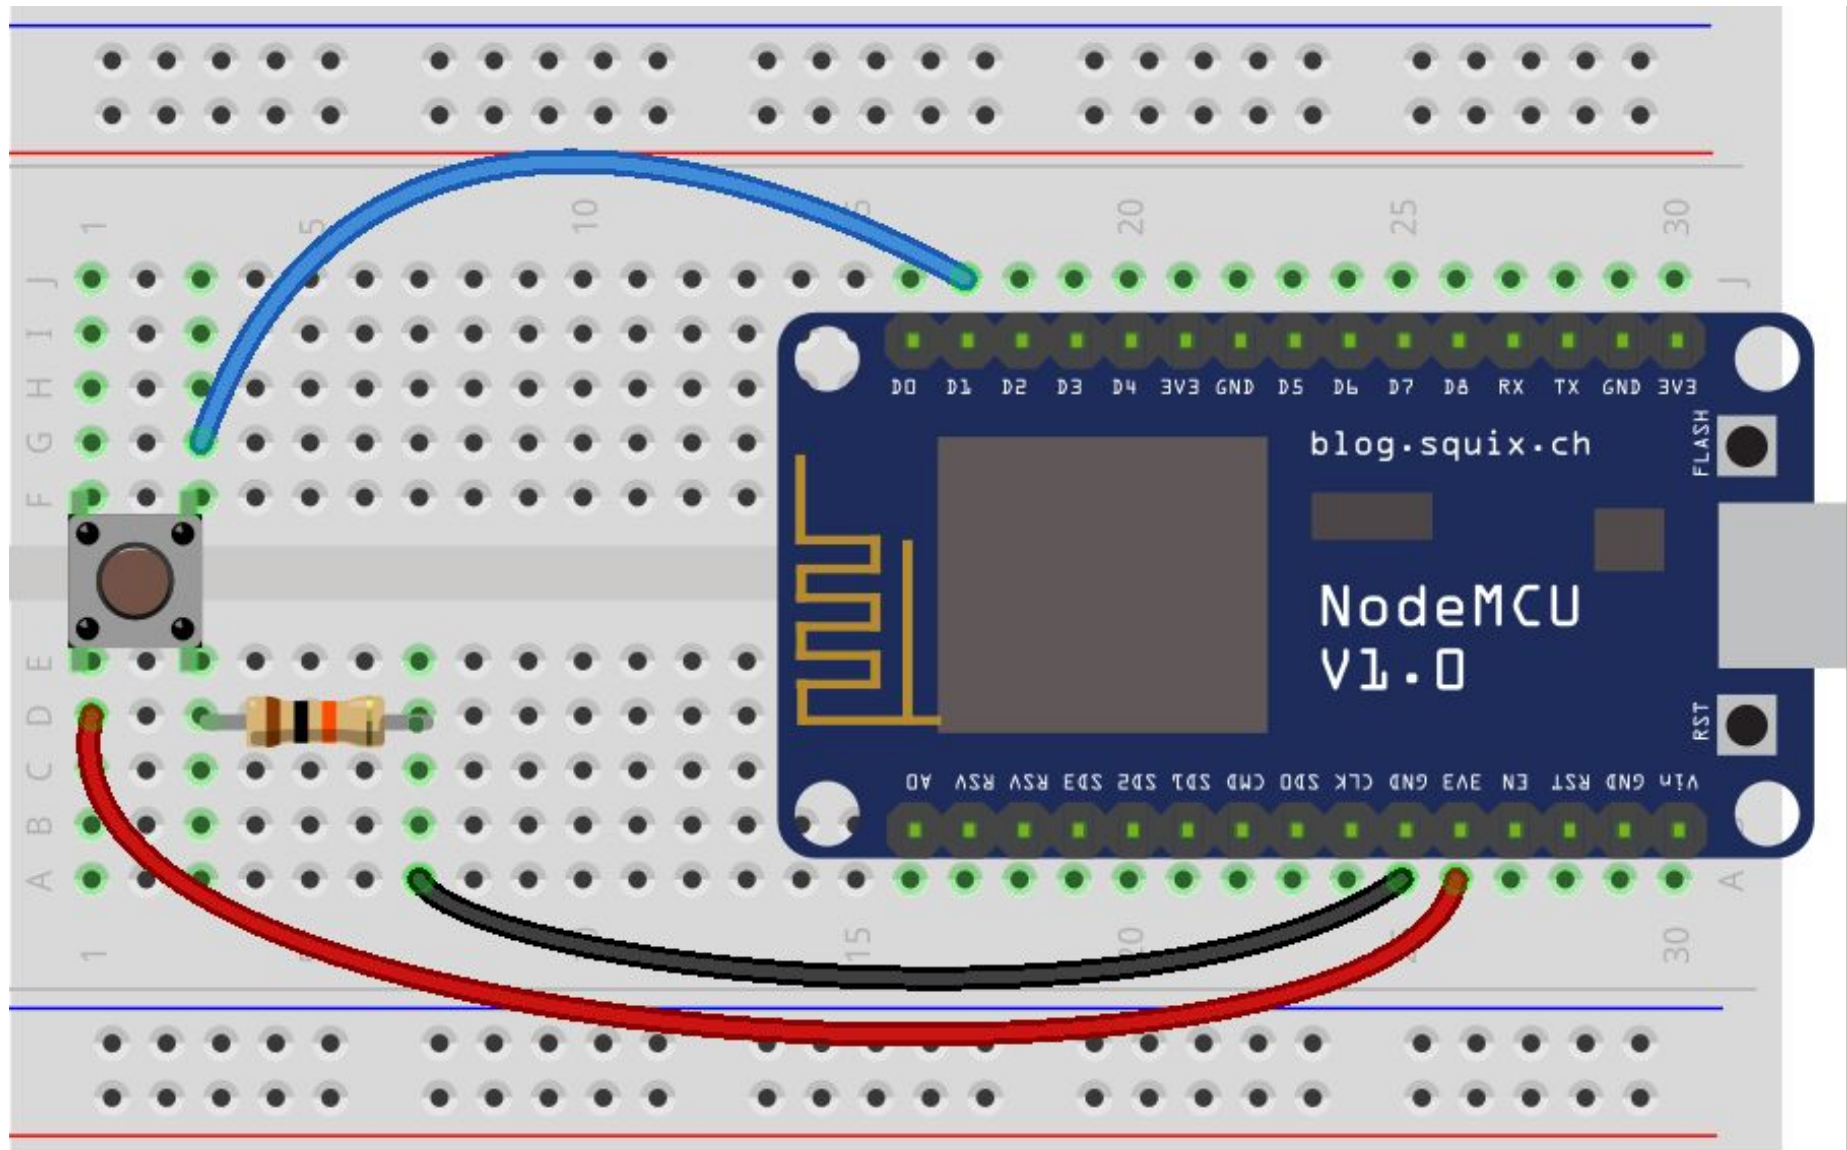 1 5 10 5 20 25 30
J J
I
H
G
F
E
D
C
B
A A
D0 D1 D2 D3 D4 3V3 GND D5 D6 D7 D8 RX TX GND 3V3
blog.squix.ch
FLASH
NodeMCU
V1.0
RST
A0 RSV RSV SD3 SD2 SD1 CMD SD0 CLK GND 3V3 EN RST GND Vin
1 15 20 30